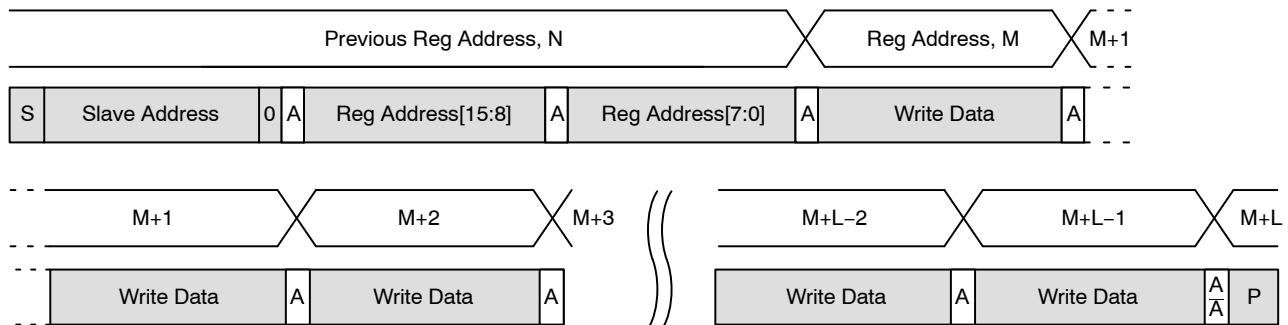 Previous Reg Address, N Reg Address, M M+1
S Slave Address 0 A Reg Address[15:8] A Reg Address[7:0] A Write Data A
M+1 M+2 M+3 M+L−2 M+L−1 M+L
Write Data A Write Data A Write Data A Write Data A/A̅ P